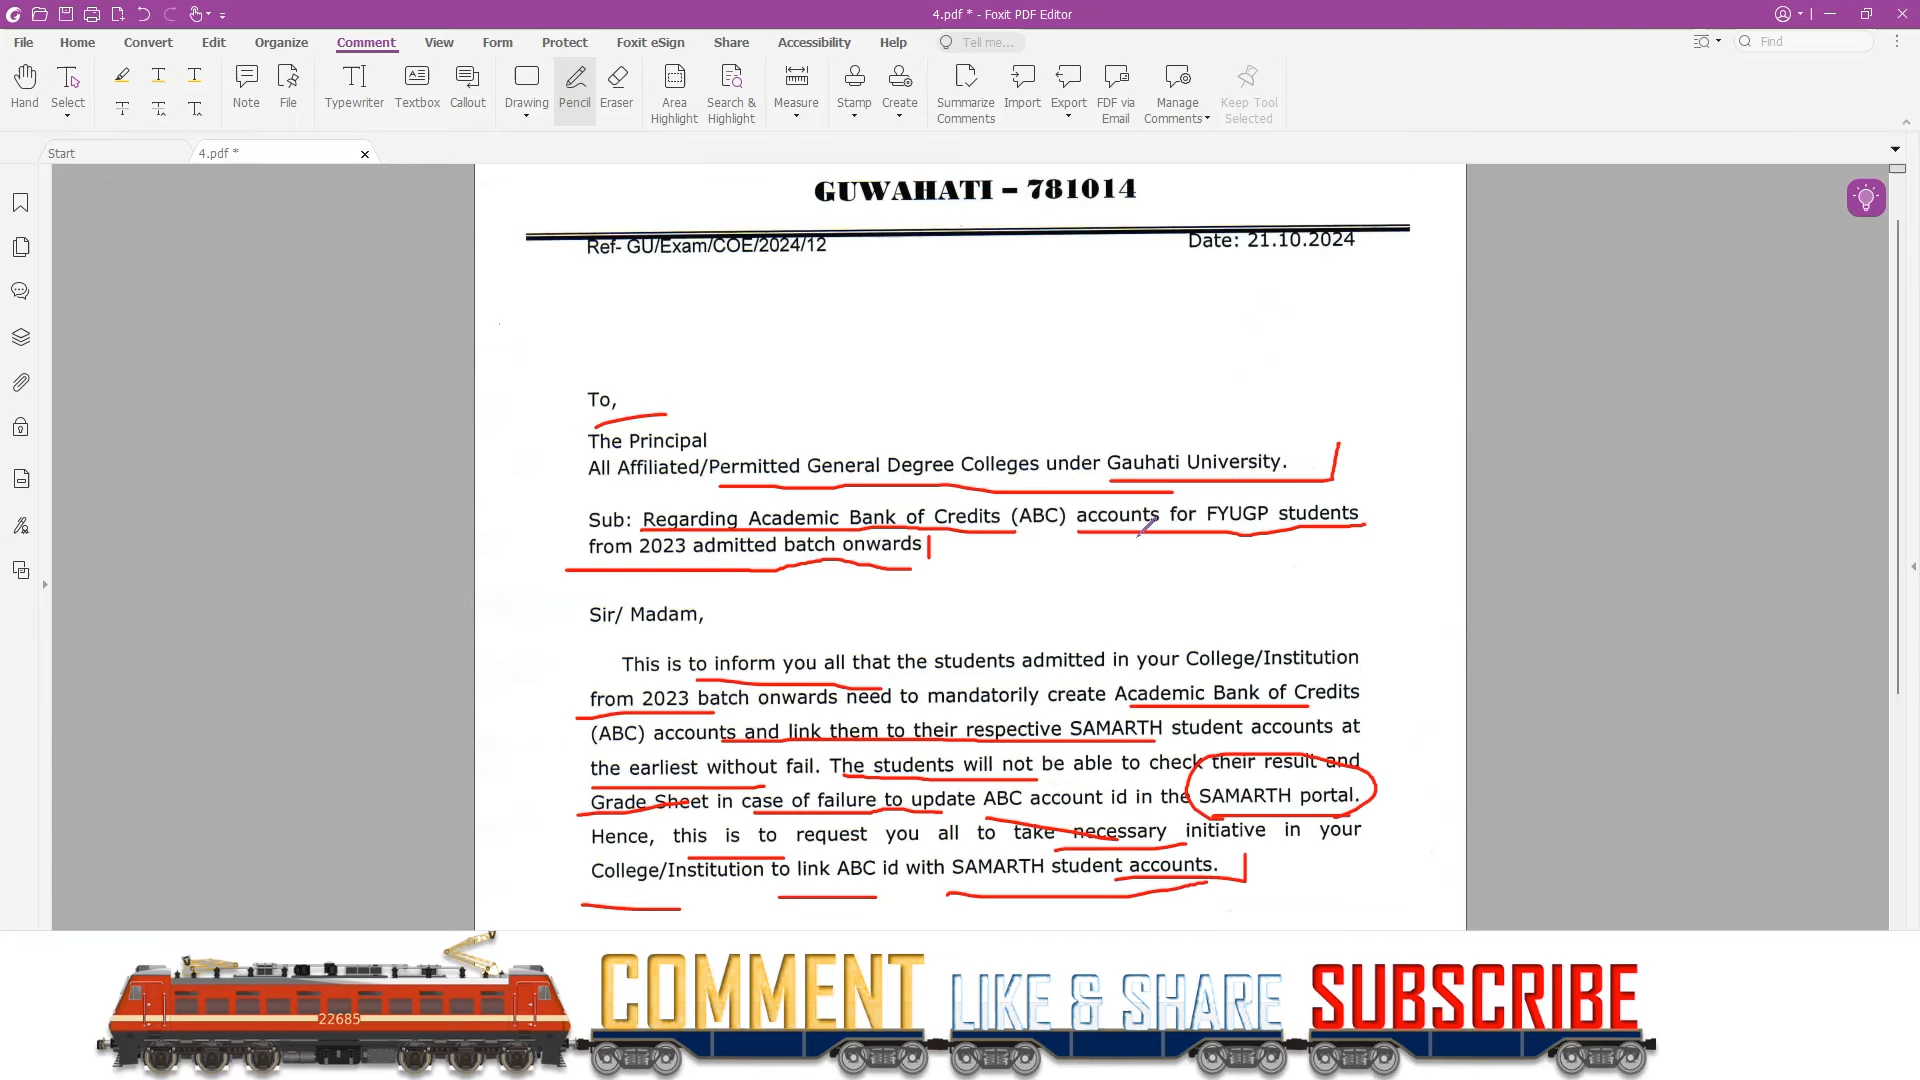 4.pdf * - Foxit PDF Editor
File Home Convert Edit Organize Comment View Form Protect Foxit eSign Share Accessibility Help Tell me... Find
Hand Select Note File Typewriter Textbox Callout Drawing Pencil Eraser Area Highlight Search & Highlight Measure Stamp Create Summarize Comments Import Export FDF via Email Manage Comments Keep Tool Selected
Start 4.pdf *
GUWAHATI – 781014
Ref- GU/Exam/COE/2024/12 Date: 21.10.2024
To,
The Principal
All Affiliated/Permitted General Degree Colleges under Gauhati University.
Sub: Regarding Academic Bank of Credits (ABC) accounts for FYUGP students
from 2023 admitted batch onwards
Sir/ Madam,
This is to inform you all that the students admitted in your College/Institution
from 2023 batch onwards need to mandatorily create Academic Bank of Credits
(ABC) accounts and link them to their respective SAMARTH student accounts at
the earliest without fail. The students will not be able to check their result and
Grade Sheet in case of failure to update ABC account id in the SAMARTH portal.
Hence, this is to request you all to take necessary initiative in your
College/Institution to link ABC id with SAMARTH student accounts.
22685
COMMENT LIKE & SHARE SUBSCRIBE